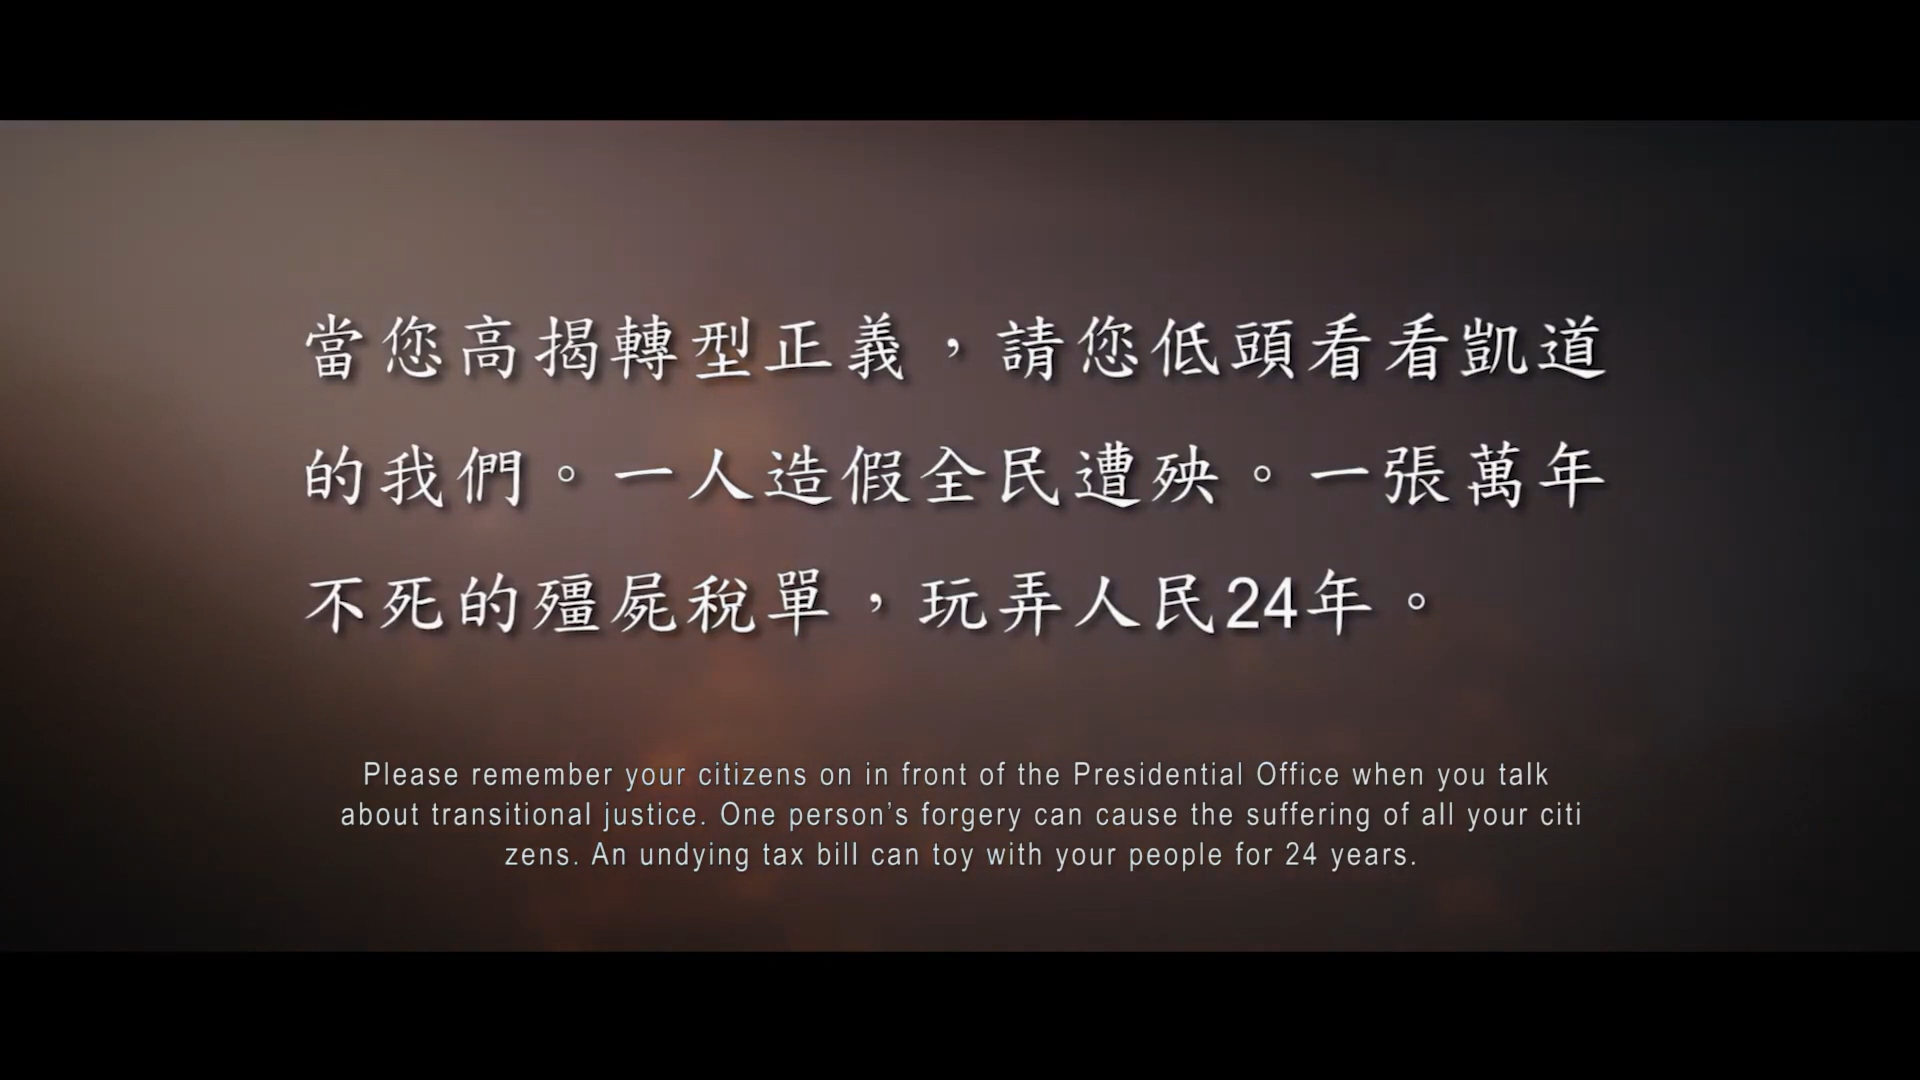 當您高揭轉型正義，請您低頭看看凱道
的我們。一人造假全民遭殃。一張萬年
不死的殭屍稅單，玩弄人民24年。
Please remember your citizens on in front of the Presidential Office when you talk
about transitional justice. One person’s forgery can cause the suffering of all your citi
zens. An undying tax bill can toy with your people for 24 years.